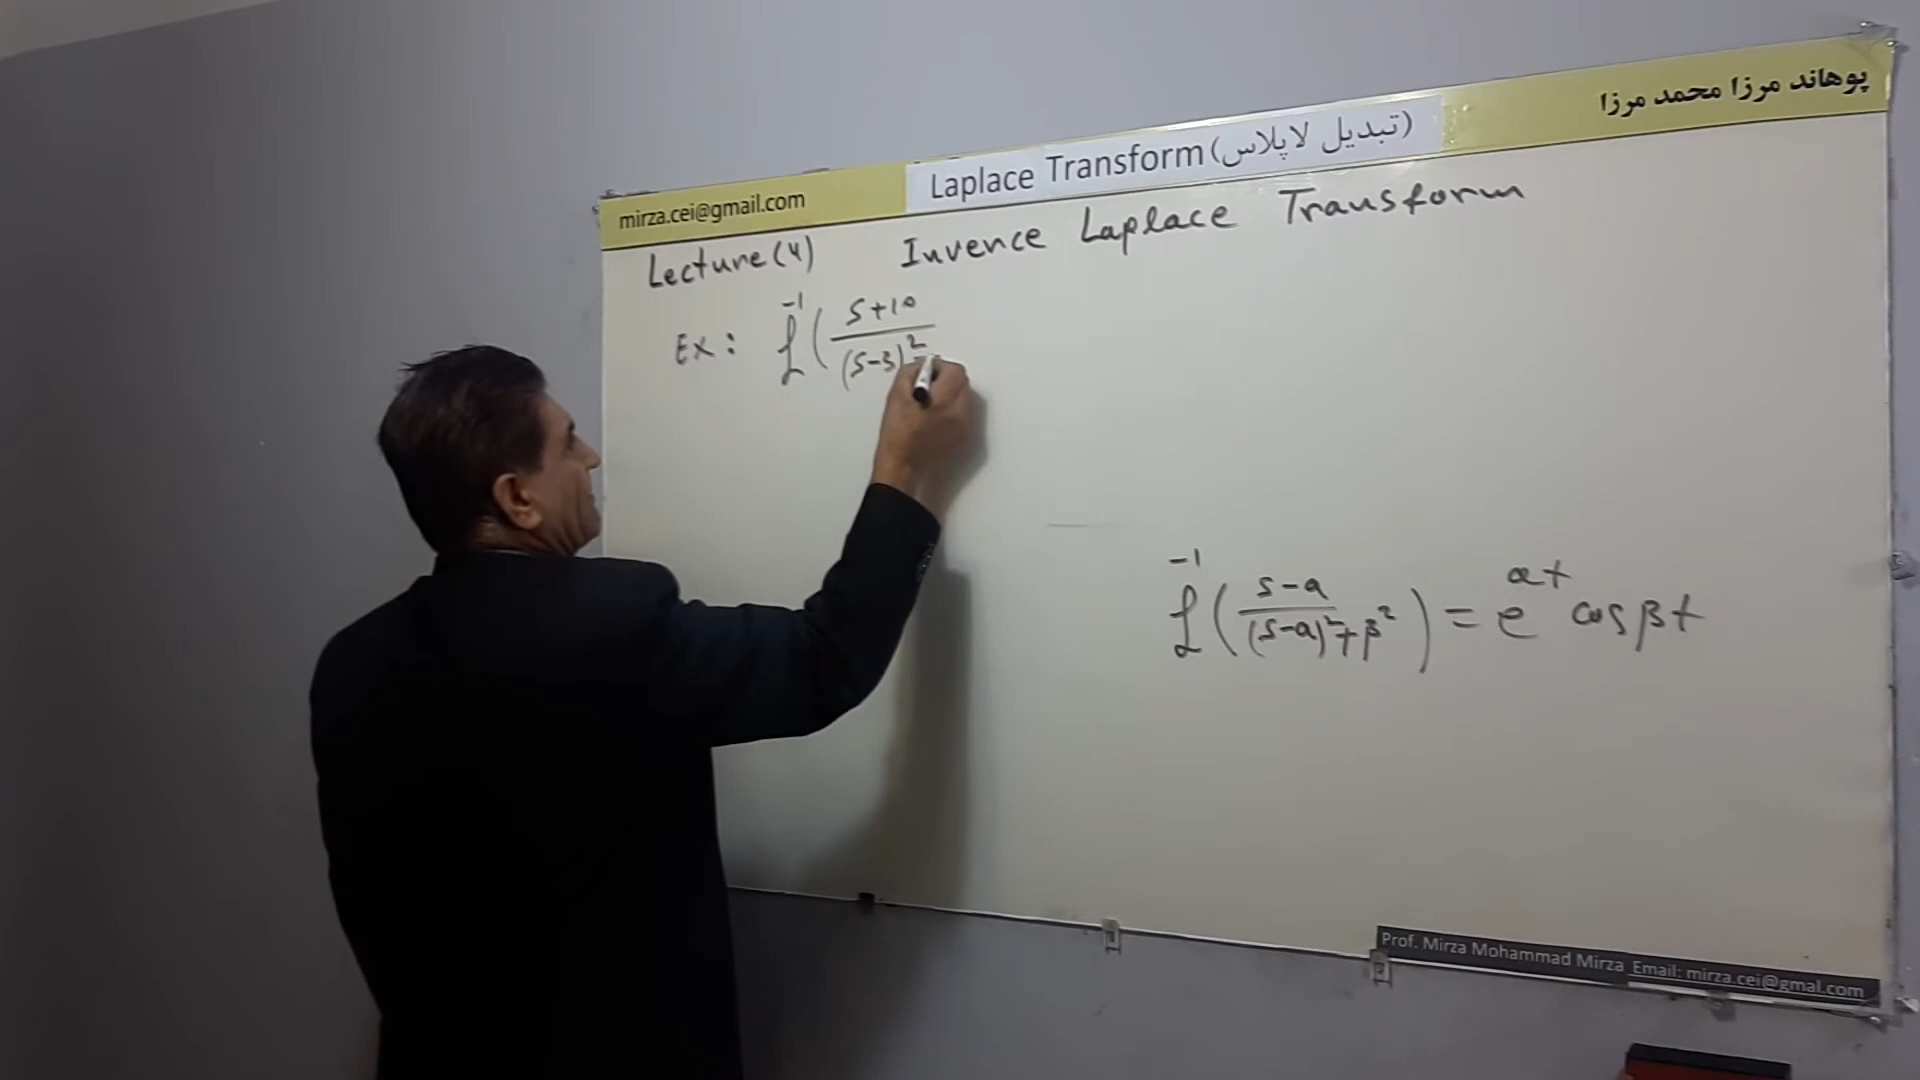 پوهاند مرزا محمد مرزا
Laplace Transform (تبدیل لاپلاس)
mirza.cei@gmail.com
Lecture (4) Invence Laplace Transform
Ex: ℒ⁻¹( s+10 / (s-3)²
ℒ⁻¹( s-a / (s-a)²+β² ) = e^{at} cos βt
Prof. Mirza Mohammad Mirza Email: mirza.cei@gmal.com